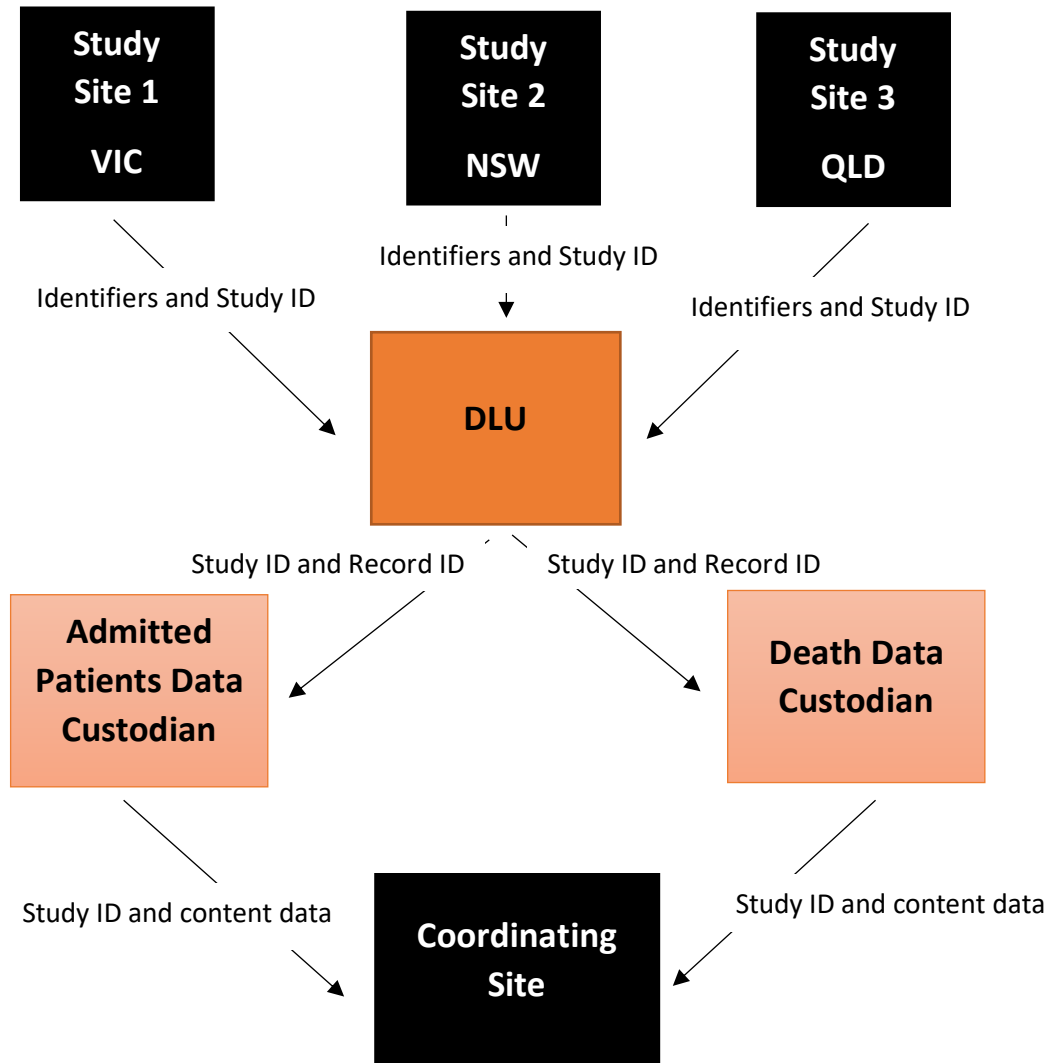 Study
Site 1
VIC
Study
Site 2
NSW
Study
Site 3
QLD
Identifiers and Study ID
Identifiers and Study ID
Identifiers and Study ID
DLU
Study ID and Record ID
Study ID and Record ID
Admitted
Patients Data
Custodian
Death Data
Custodian
Study ID and content data
Study ID and content data
Coordinating
Site